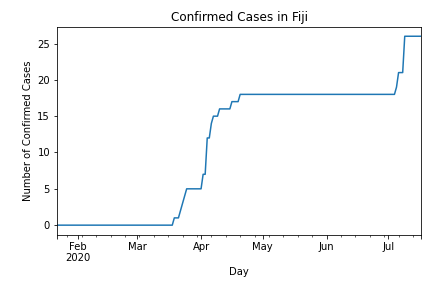 Confirmed Cases in Fiji
Number of Confirmed Cases
25
20
15
10
5
0
Feb Mar Apr May Jun Jul
2020
Day